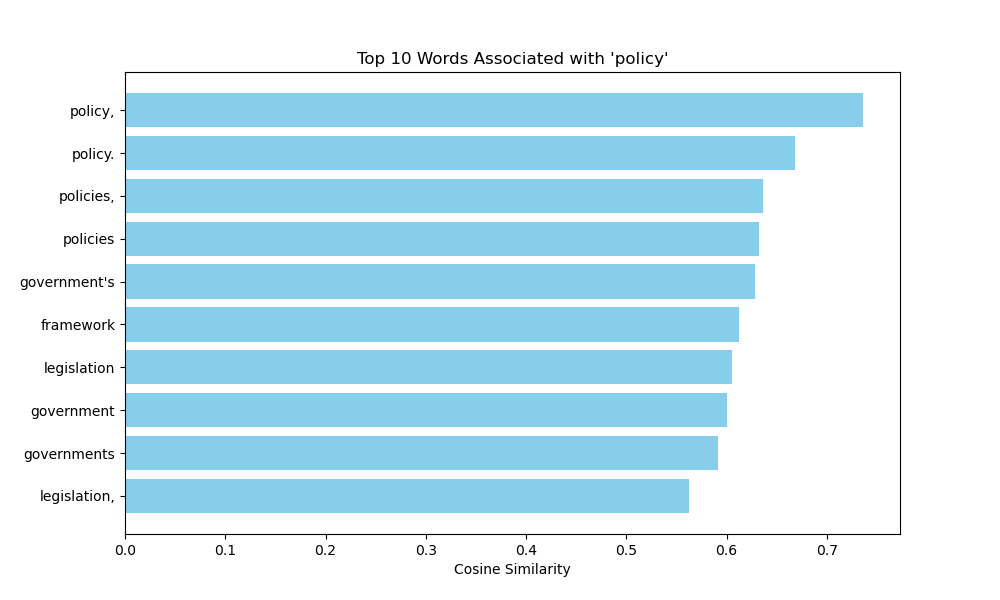 Top 10 Words Associated with 'policy'
policy,
policy.
policies,
policies
government's
framework
legislation
government
governments
legislation,
0.0 0.1 0.2 0.3 0.4 0.5 0.6 0.7
Cosine Similarity